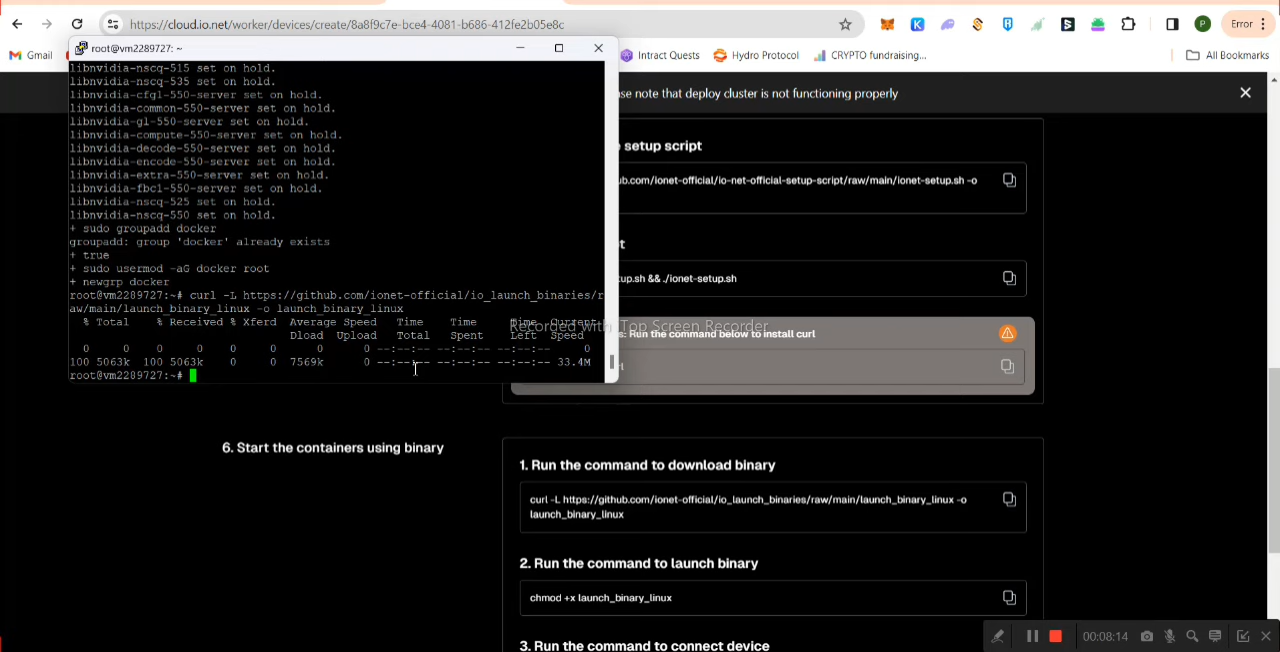 https://cloud.io.net/worker/devices/create/8a8f9c7e-bce4-4081-b686-412fe2b05e8c
P
Error
Gmail
Intract Quests
Hydro Protocol
CRYPTO fundraising...
All Bookmarks
root@vm2289727: ~
libnvidia-nscq-515 set on hold.
libnvidia-nscq-535 set on hold.
libnvidia-cfg1-550-server set on hold.
libnvidia-common-550-server set on hold.
libnvidia-gl-550-server set on hold.
libnvidia-compute-550-server set on hold.
libnvidia-decode-550-server set on hold.
libnvidia-encode-550-server set on hold.
libnvidia-extra-550-server set on hold.
libnvidia-fbc1-550-server set on hold.
libnvidia-nscq-525 set on hold.
libnvidia-nscq-550 set on hold.
+ sudo groupadd docker
groupadd: group 'docker' already exists
+ true
+ sudo usermod -aG docker root
+ newgrp docker
root@vm2289727:~# curl -L https://github.com/ionet-official/io_launch_binaries/r
aw/main/launch_binary_linux -o launch_binary_linux
% Total % Received % Xferd Average Speed Time Time Time Current
Dload Upload Total Spent Left Speed
0 0 0 0 0 0 0 0 --:--:-- --:--:-- --:--:-- 0
100 5063k 100 5063k 0 0 7569k 0 --:--:-- --:--:-- --:--:-- 33.4M
root@vm2289727:~#
se note that deploy cluster is not functioning properly
e setup script
ub.com/ionet-official/io-net-official-setup-script/raw/main/ionet-setup.sh -o
t
tup.sh && ./ionet-setup.sh
Recorded with iTop Screen Recorder
s: Run the command below to install curl
rl
6. Start the containers using binary
1. Run the command to download binary
curl -L https://github.com/ionet-official/io_launch_binaries/raw/main/launch_binary_linux -o
launch_binary_linux
2. Run the command to launch binary
chmod +x launch_binary_linux
3. Run the command to connect device
00:08:14